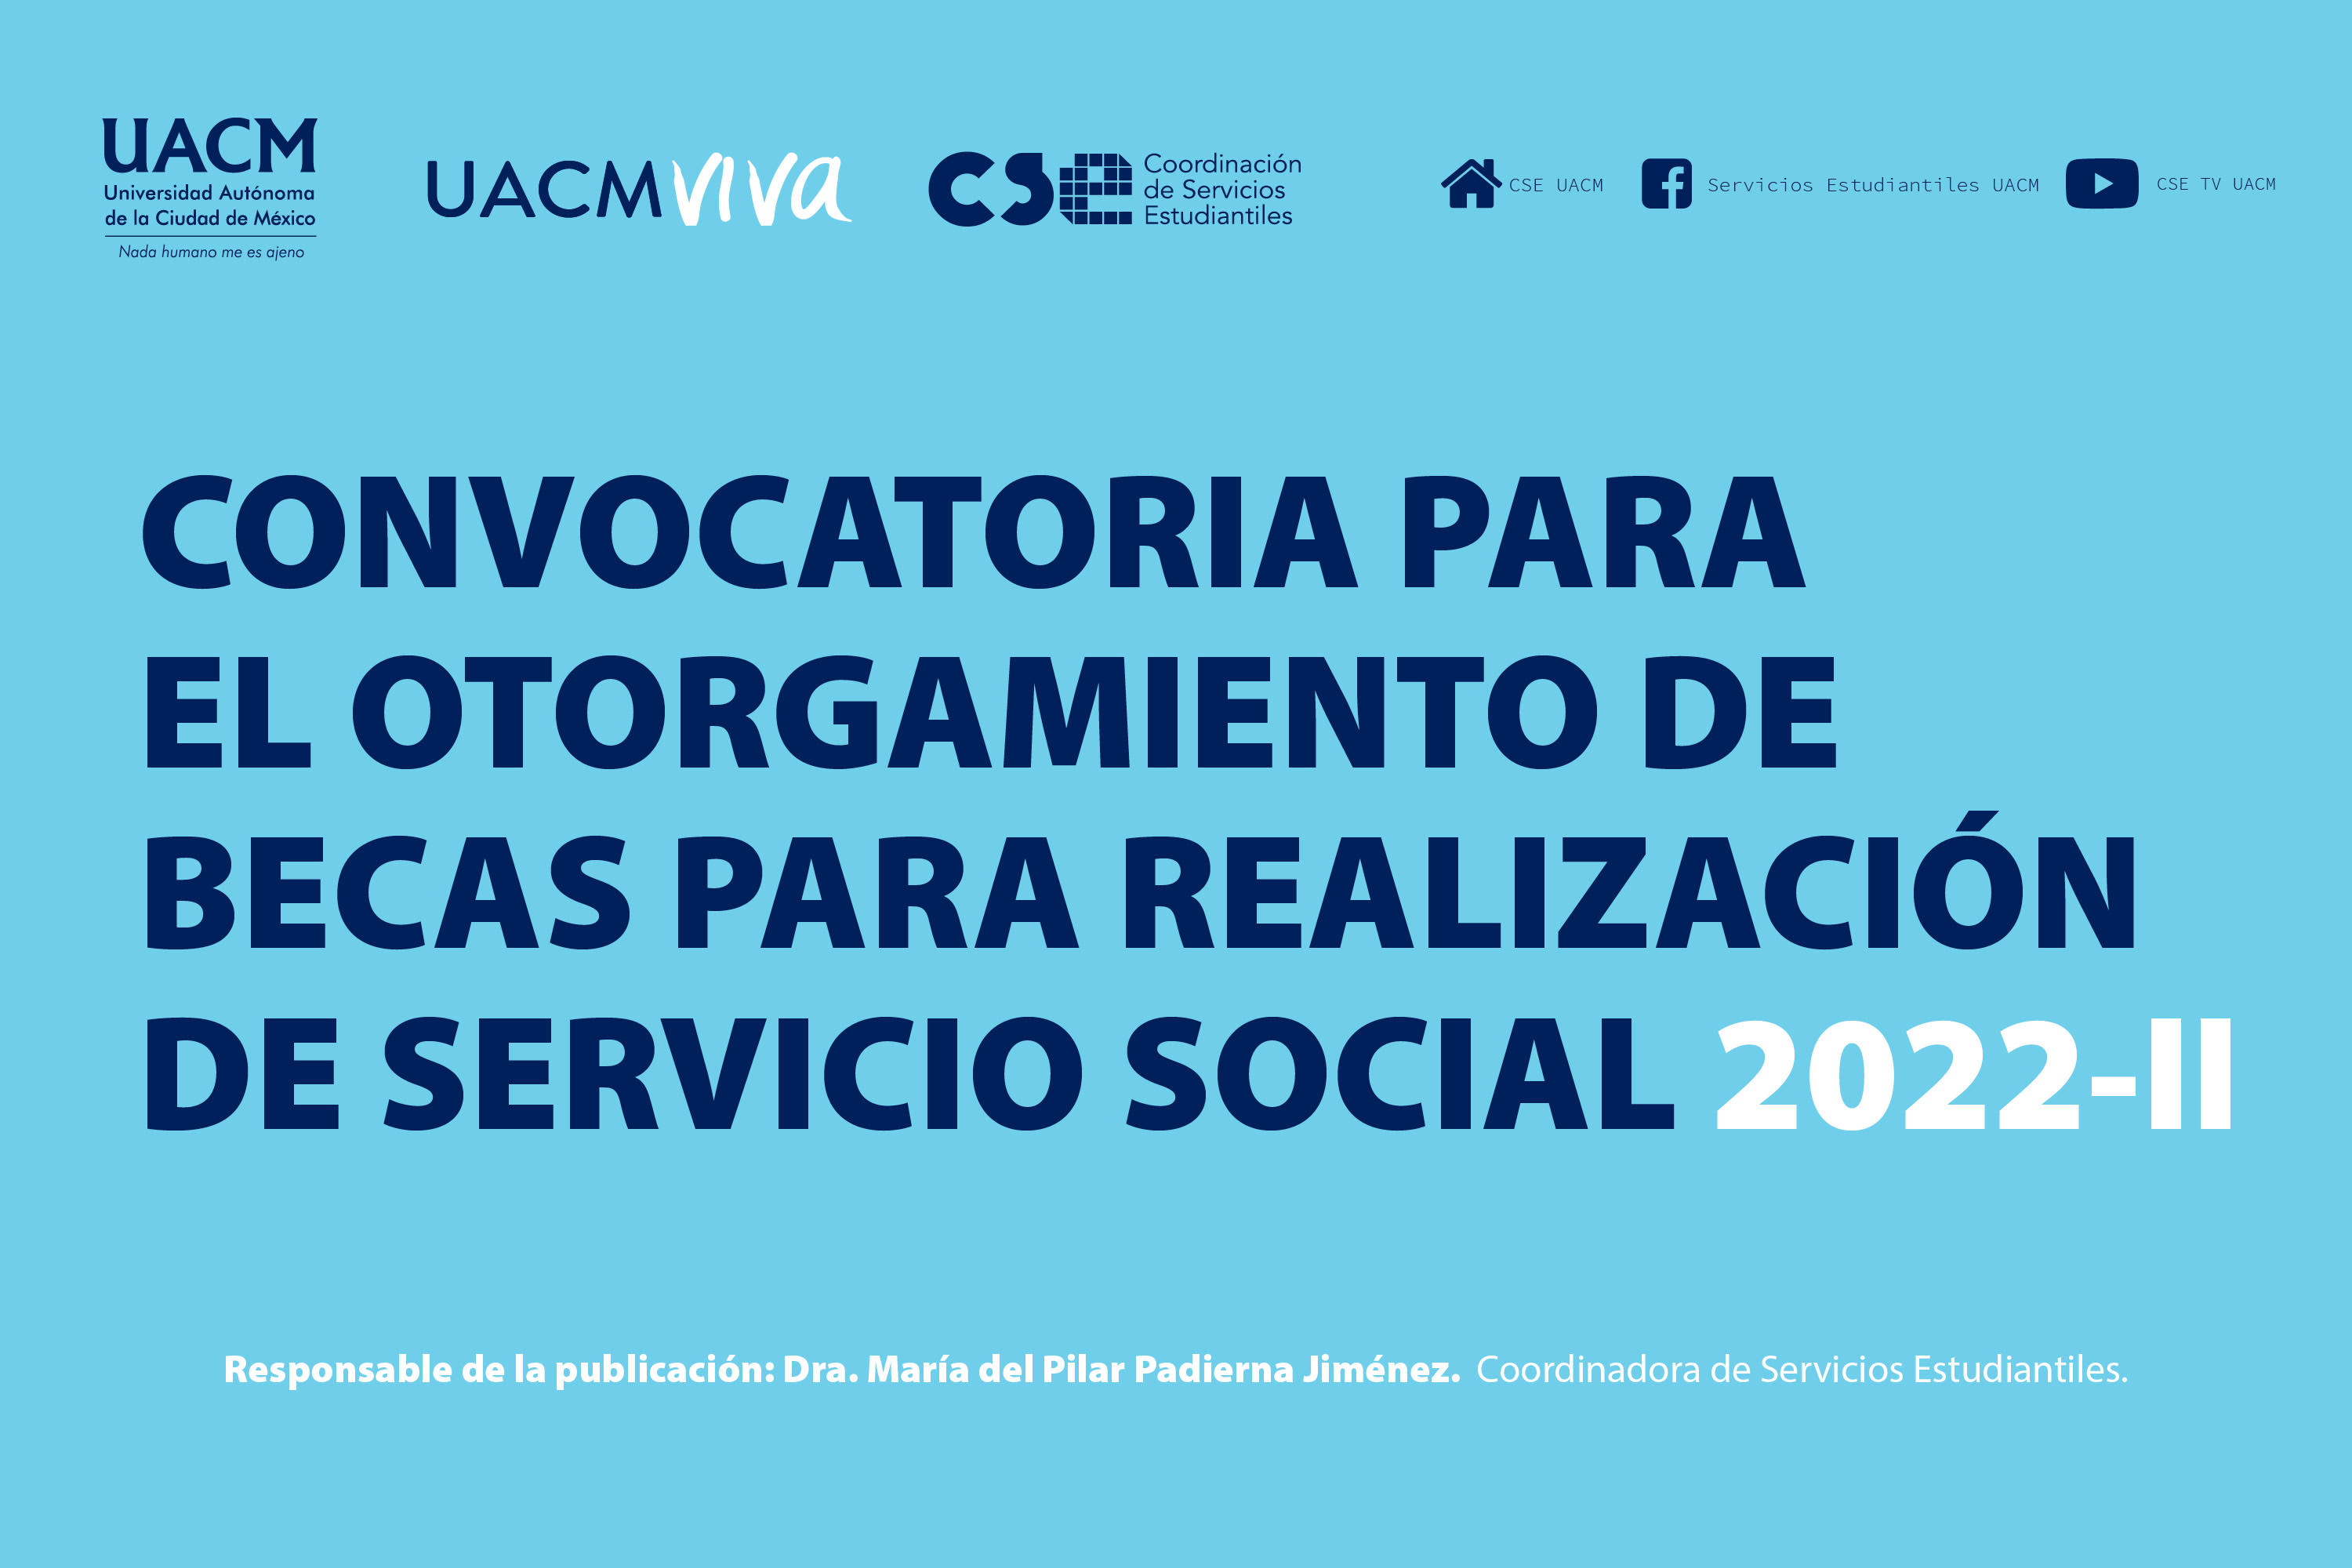 UACM
Universidad Autónoma
de la Ciudad de México
Nada humano me es ajeno
UACM viva
CSE
Coordinación
de Servicios
Estudiantiles
CSE UACM
Servicios Estudiantiles UACM
CSE TV UACM
CONVOCATORIA PARA
EL OTORGAMIENTO DE
BECAS PARA REALIZACIÓN
DE SERVICIO SOCIAL 2022-II
Responsable de la publicación: Dra. María del Pilar Padierna Jiménez. Coordinadora de Servicios Estudiantiles.